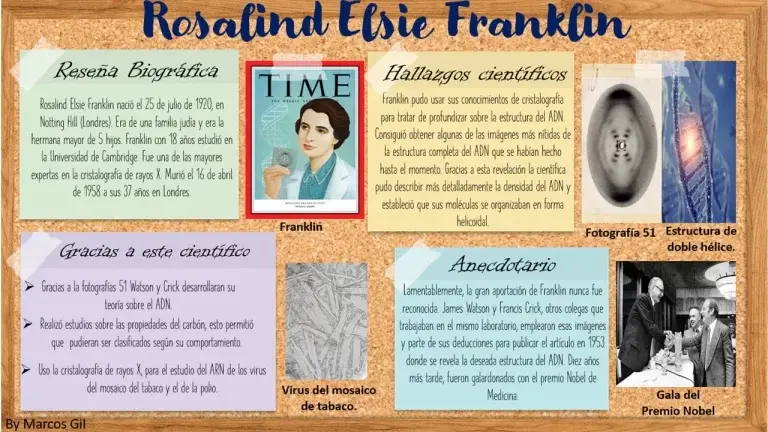 Rosalind Elsie Franklin
Reseña Biográfica
Rosalind Elsie Franklin nació el 25 de julio de 1920, en
Notting Hill (Londres). Era de una familia judía y era la
hermana mayor de 5 hijos. Franklin con 18 años estudió en
la Universidad de Cambridge. Fue una de las mayores
expertas en la cristalografía de rayos X. Murió el 16 de abril
de 1958 a sus 37 años en Londres.
TIME
Franklin
Hallazgos científicos
Franklin pudo usar sus conocimientos de cristalografía
para tratar de profundizar sobre la estructura del ADN.
Consiguió obtener algunas de las imágenes más nítidas de
la estructura completa del ADN que se habían hecho
hasta el momento. Gracias a esta revelación la científica
pudo describir más detalladamente la densidad del ADN y
estableció que sus moléculas se organizaban en forma
helicoidal.
Fotografía 51
Estructura de
doble hélice.
Gracias a este científico
Gracias a la fotografías 51 Watson y Crick desarrollaran su
teoría sobre el ADN.
Realizó estudios sobre las propiedades del carbón, esto permitió
que pudieran ser clasificados según su comportamiento.
Uso la cristalografía de rayos X, para el estudio del ARN de los virus
del mosaico del tabaco y el de la polio.
Virus del mosaico
de tabaco.
Anecdotario
Lamentablemente, la gran aportación de Franklin nunca fue
reconocida. James Watson y Francis Crick, otros colegas que
trabajaban en el mismo laboratorio, emplearon esas imágenes
y parte de sus deducciones para publicar el artículo en 1953
donde se revela la deseada estructura del ADN. Diez años
más tarde, fueron galardonados con el premio Nobel de
Medicina.
Gala del
Premio Nobel
By Marcos Gil